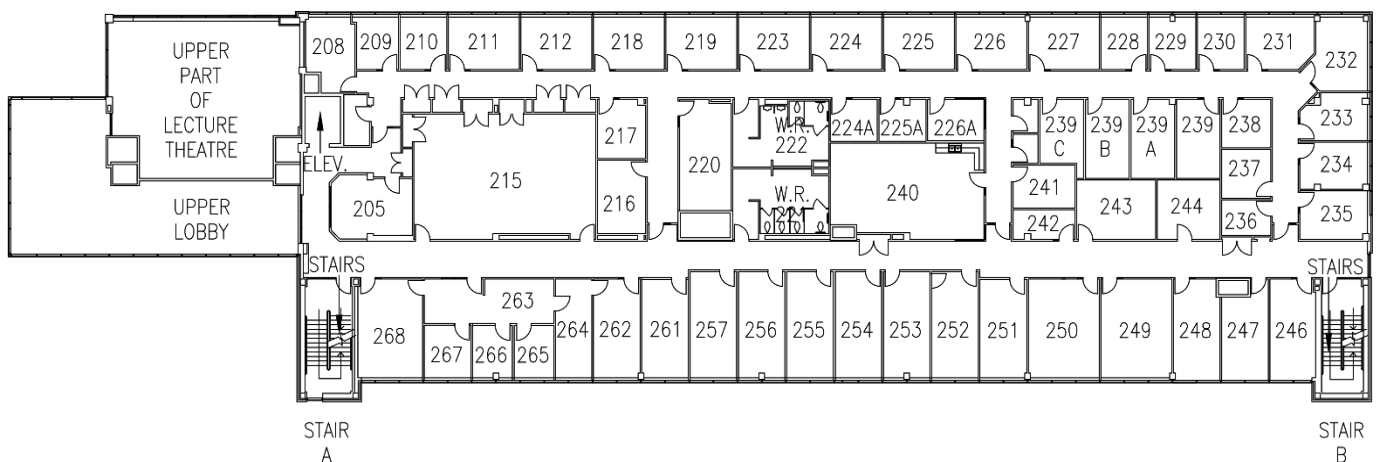 UPPER
PART
OF
LECTURE
THEATRE
UPPER
LOBBY
208
209
210
211
212
218
219
223
224
225
226
227
228
229
230
231
232
ELEV.
205
215
217
216
220
W.R.
222
W.R.
221
224A
225A
226A
240
239
C
239
B
239
A
239
238
233
241
237
234
242
243
244
236
235
STAIRS
STAIRS
268
263
267
266
265
264
262
261
257
256
255
254
253
252
251
250
249
248
247
246
STAIR
A
STAIR
B